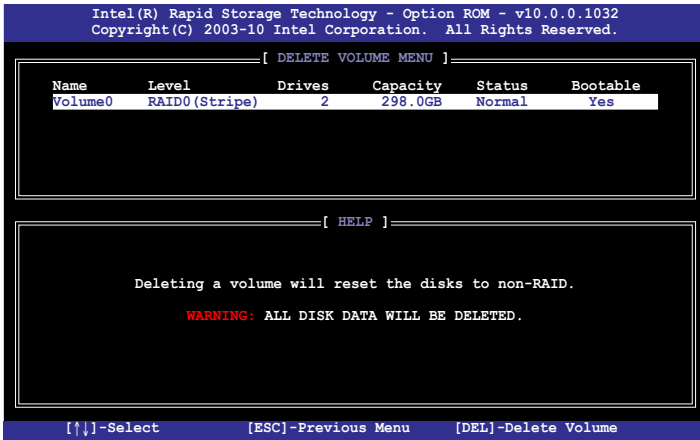 Intel(R) Rapid Storage Technology - Option ROM - v10.0.0.1032
Copyright(C) 2003-10 Intel Corporation.  All Rights Reserved.
[ DELETE VOLUME MENU ]
Name Level Drives Capacity Status Bootable
Volume0 RAID0(Stripe) 2 298.0GB Normal Yes
[ HELP ]
Deleting a volume will reset the disks to non-RAID.
WARNING: ALL DISK DATA WILL BE DELETED.
[↑↓]-Select [ESC]-Previous Menu [DEL]-Delete Volume